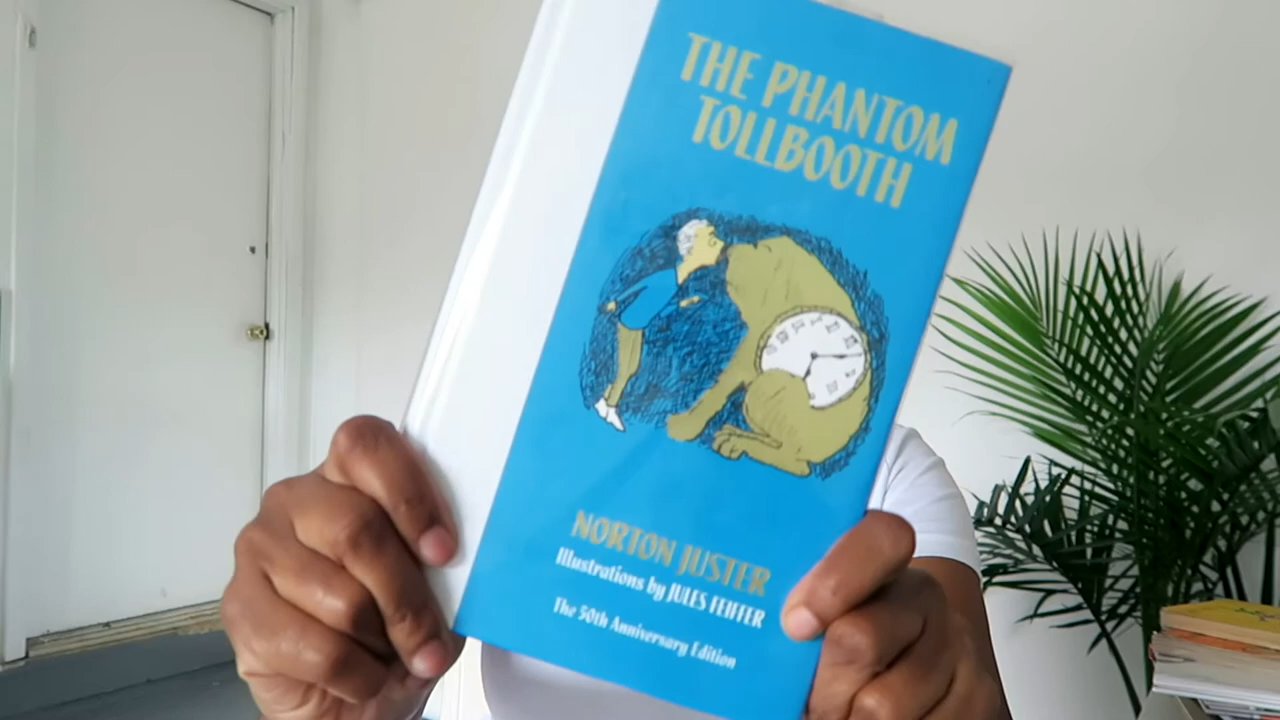 THE PHANTOM
TOLLBOOTH
NORTON JUSTER
Illustrations by JULES FEIFFER
The 50th Anniversary Edition